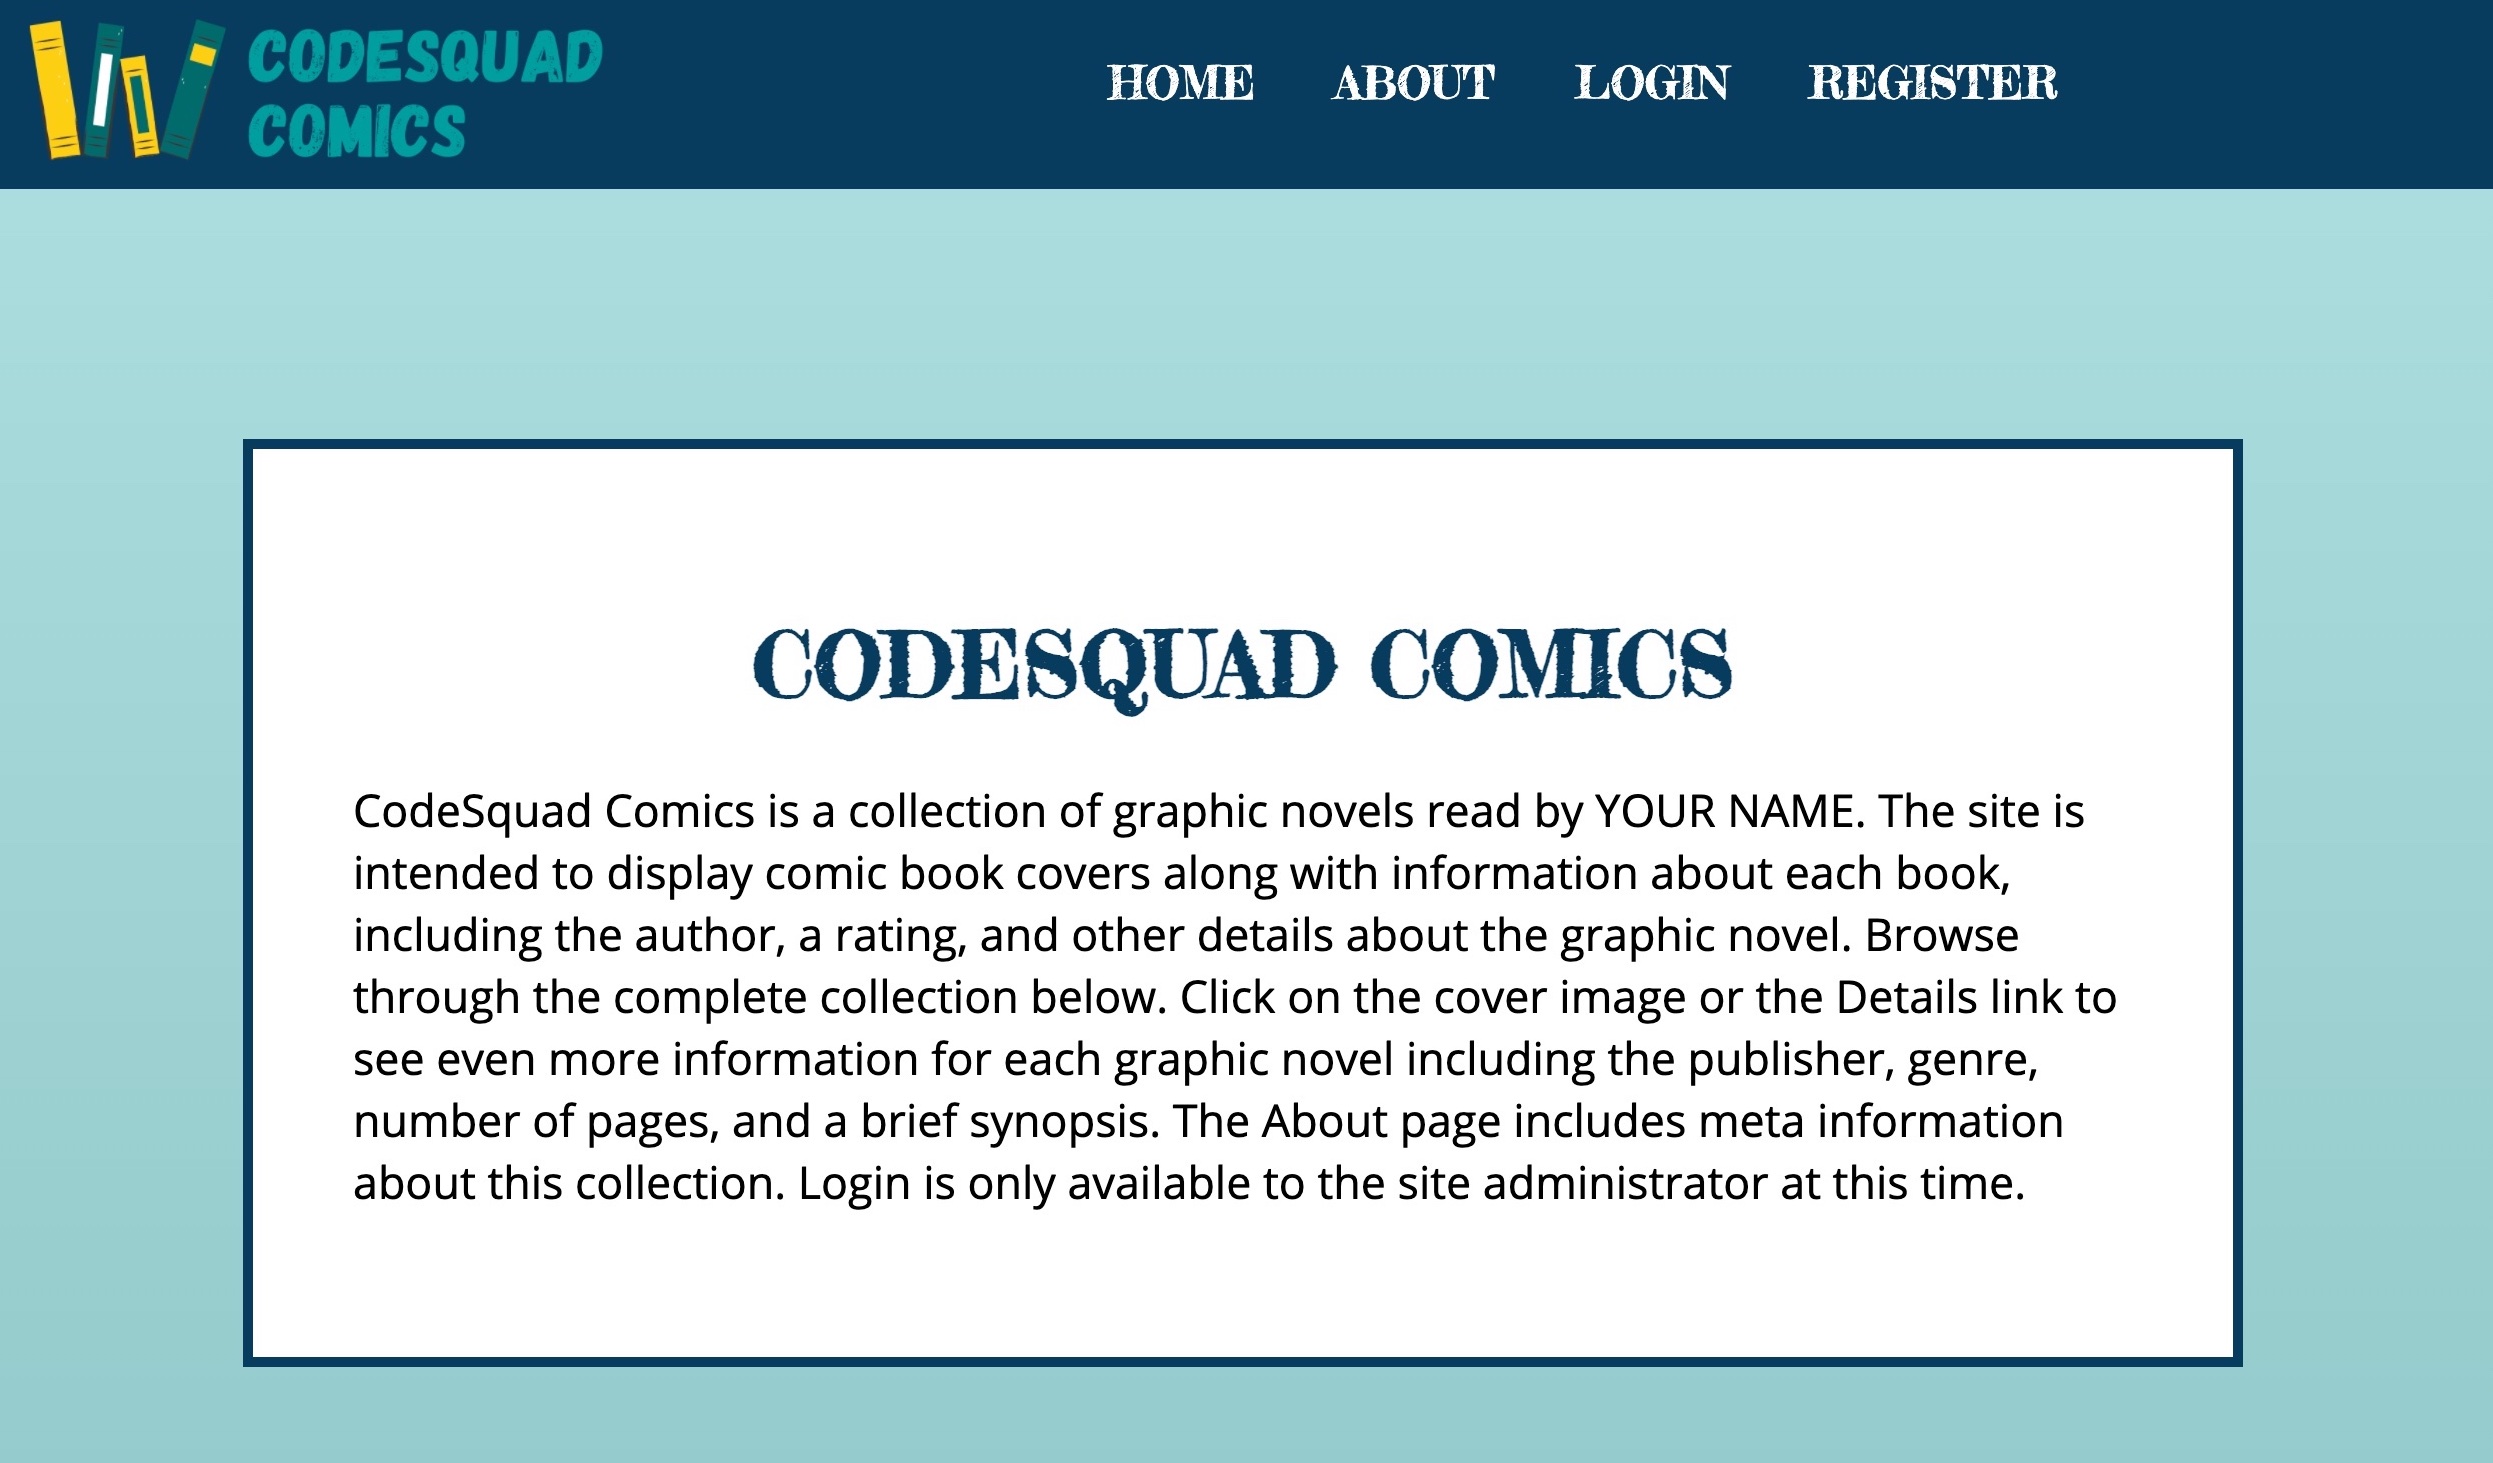 CODESQUAD
COMICS
HOME ABOUT LOGIN REGISTER
CODESQUAD COMICS
CodeSquad Comics is a collection of graphic novels read by YOUR NAME. The site is
intended to display comic book covers along with information about each book,
including the author, a rating, and other details about the graphic novel. Browse
through the complete collection below. Click on the cover image or the Details link to
see even more information for each graphic novel including the publisher, genre,
number of pages, and a brief synopsis. The About page includes meta information
about this collection. Login is only available to the site administrator at this time.